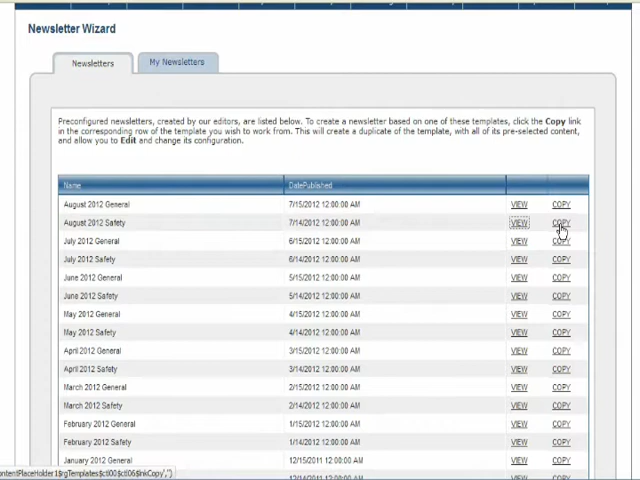 Newsletter Wizard
Newsletters
My Newsletters
Preconfigured newsletters, created by our editors, are listed below. To create a newsletter based on one of these templates, click the Copy link
in the corresponding row of the template you wish to work from. This will create a duplicate of the template, with all of its pre-selected content,
and allow you to Edit and change its configuration.
Name DatePublished
August 2012 General 7/15/2012 12:00:00 AM VIEW COPY
August 2012 Safety 7/14/2012 12:00:00 AM VIEW COPY
July 2012 General 6/15/2012 12:00:00 AM VIEW COPY
July 2012 Safety 6/14/2012 12:00:00 AM VIEW COPY
June 2012 General 5/15/2012 12:00:00 AM VIEW COPY
June 2012 Safety 5/14/2012 12:00:00 AM VIEW COPY
May 2012 General 4/15/2012 12:00:00 AM VIEW COPY
May 2012 Safety 4/14/2012 12:00:00 AM VIEW COPY
April 2012 General 3/15/2012 12:00:00 AM VIEW COPY
April 2012 Safety 3/14/2012 12:00:00 AM VIEW COPY
March 2012 General 2/15/2012 12:00:00 AM VIEW COPY
March 2012 Safety 2/14/2012 12:00:00 AM VIEW COPY
February 2012 General 1/15/2012 12:00:00 AM VIEW COPY
February 2012 Safety 1/14/2012 12:00:00 AM VIEW COPY
January 2012 General 12/15/2011 12:00:00 AM VIEW COPY
ontentPlaceHolder1$rgTemplates$ctl00$ctl06$lnkCopy','')